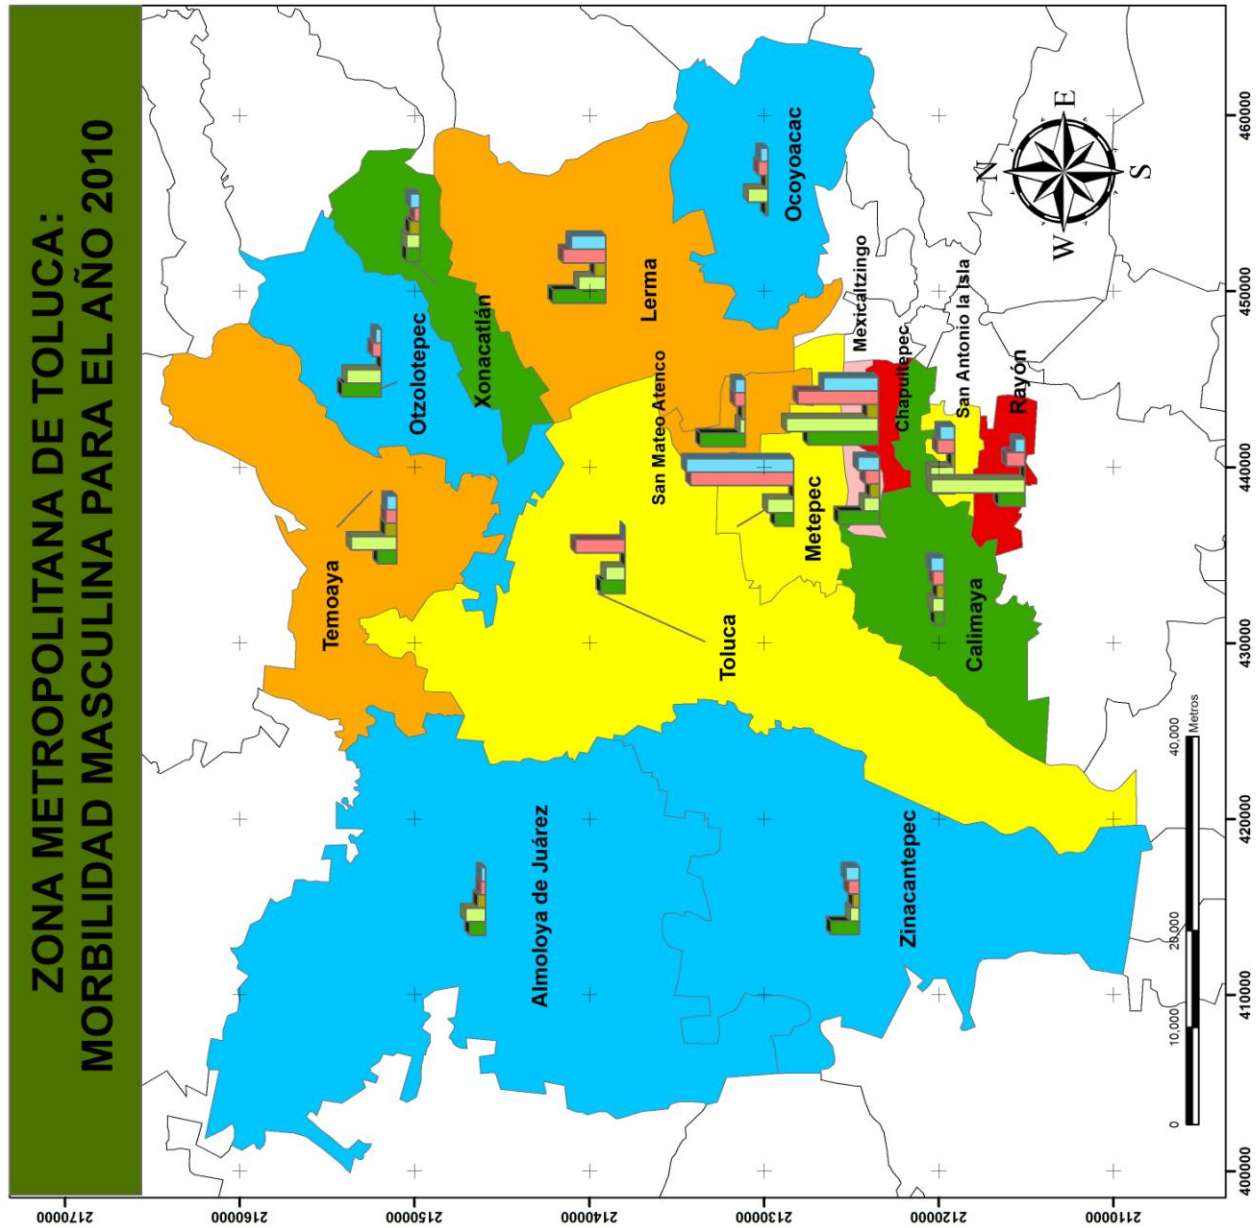 ZONA METROPOLITANA DE TOLUCA:
MORBILIDAD MASCULINA PARA EL AÑO 2010
2170000
2160000
2150000
2140000
2130000
2120000
2110000
400000
410000
420000
430000
440000
450000
460000
Temoaya
Otzolotepec
Xonacatlán
Lerma
Almoloya de Juárez
San Mateo Atenco
Toluca
Ocoyoacac
Metepec
Mexicaltzingo
Chapultepec
Zinacantepec
San Antonio la Isla
Calimaya
Rayón
N
W
E
S
0
10,000
20,000
40,000
Metros